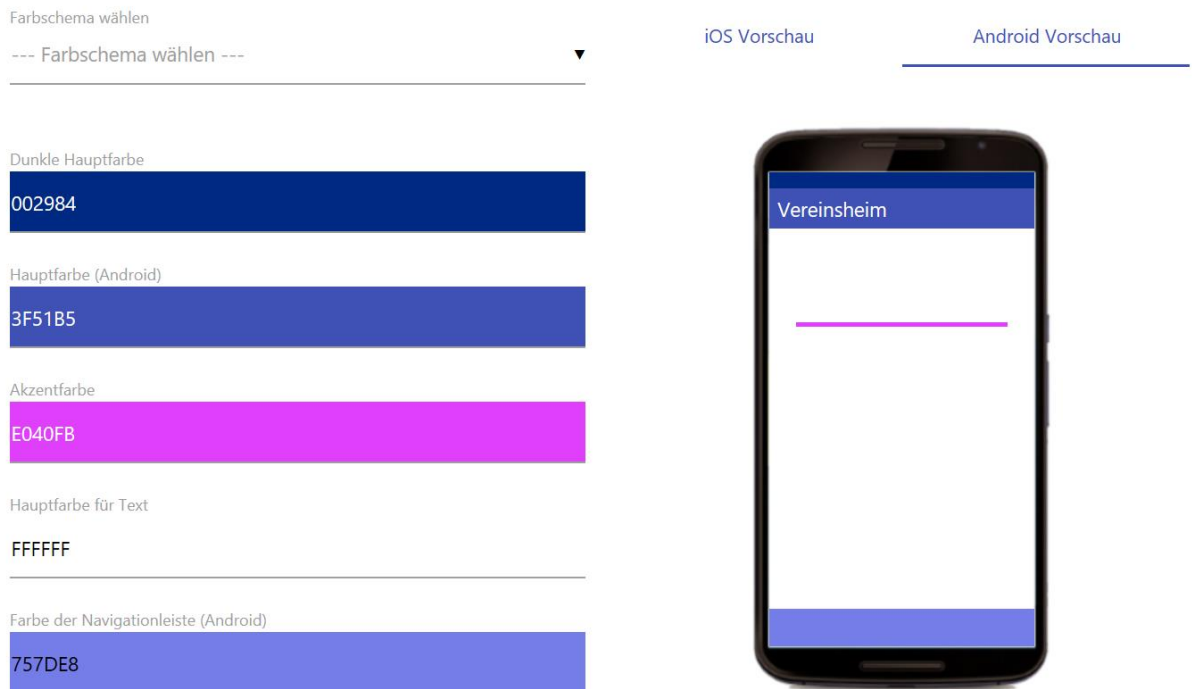 Farbschema wählen
--- Farbschema wählen ---
Dunkle Hauptfarbe
002984
Hauptfarbe (Android)
3F51B5
Akzentfarbe
E040FB
Hauptfarbe für Text
FFFFFF
Farbe der Navigationleiste (Android)
757DE8
iOS Vorschau
Android Vorschau
Vereinsheim